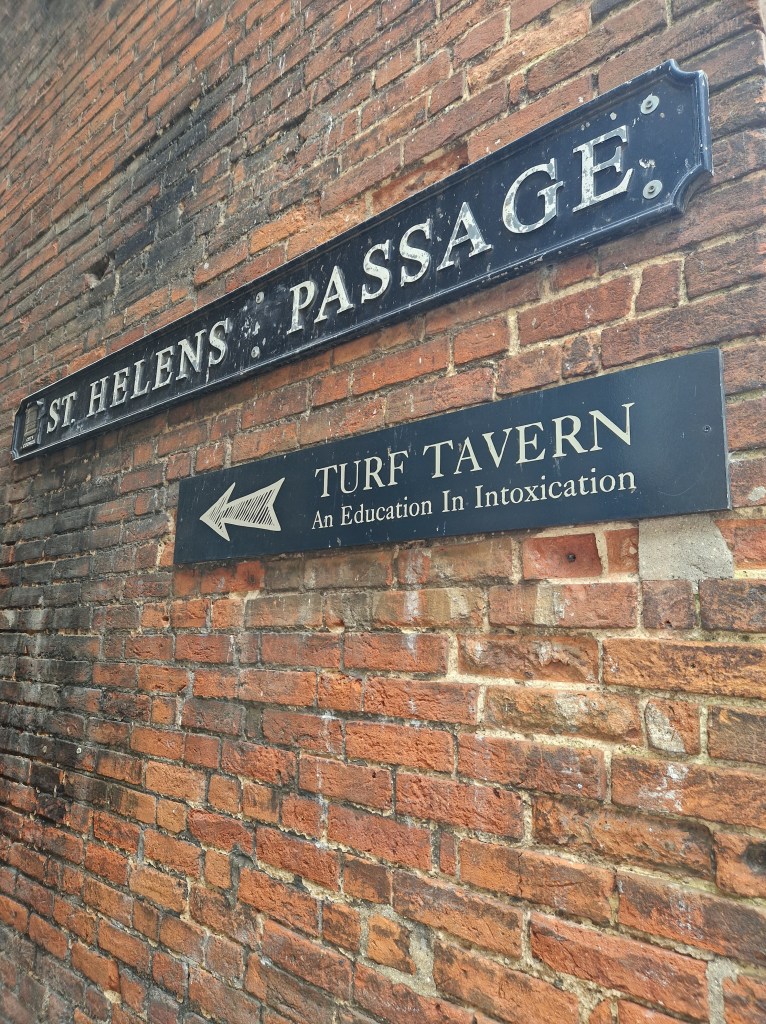 ST. HELENS PASSAGE
TURF TAVERN
An Education In Intoxication